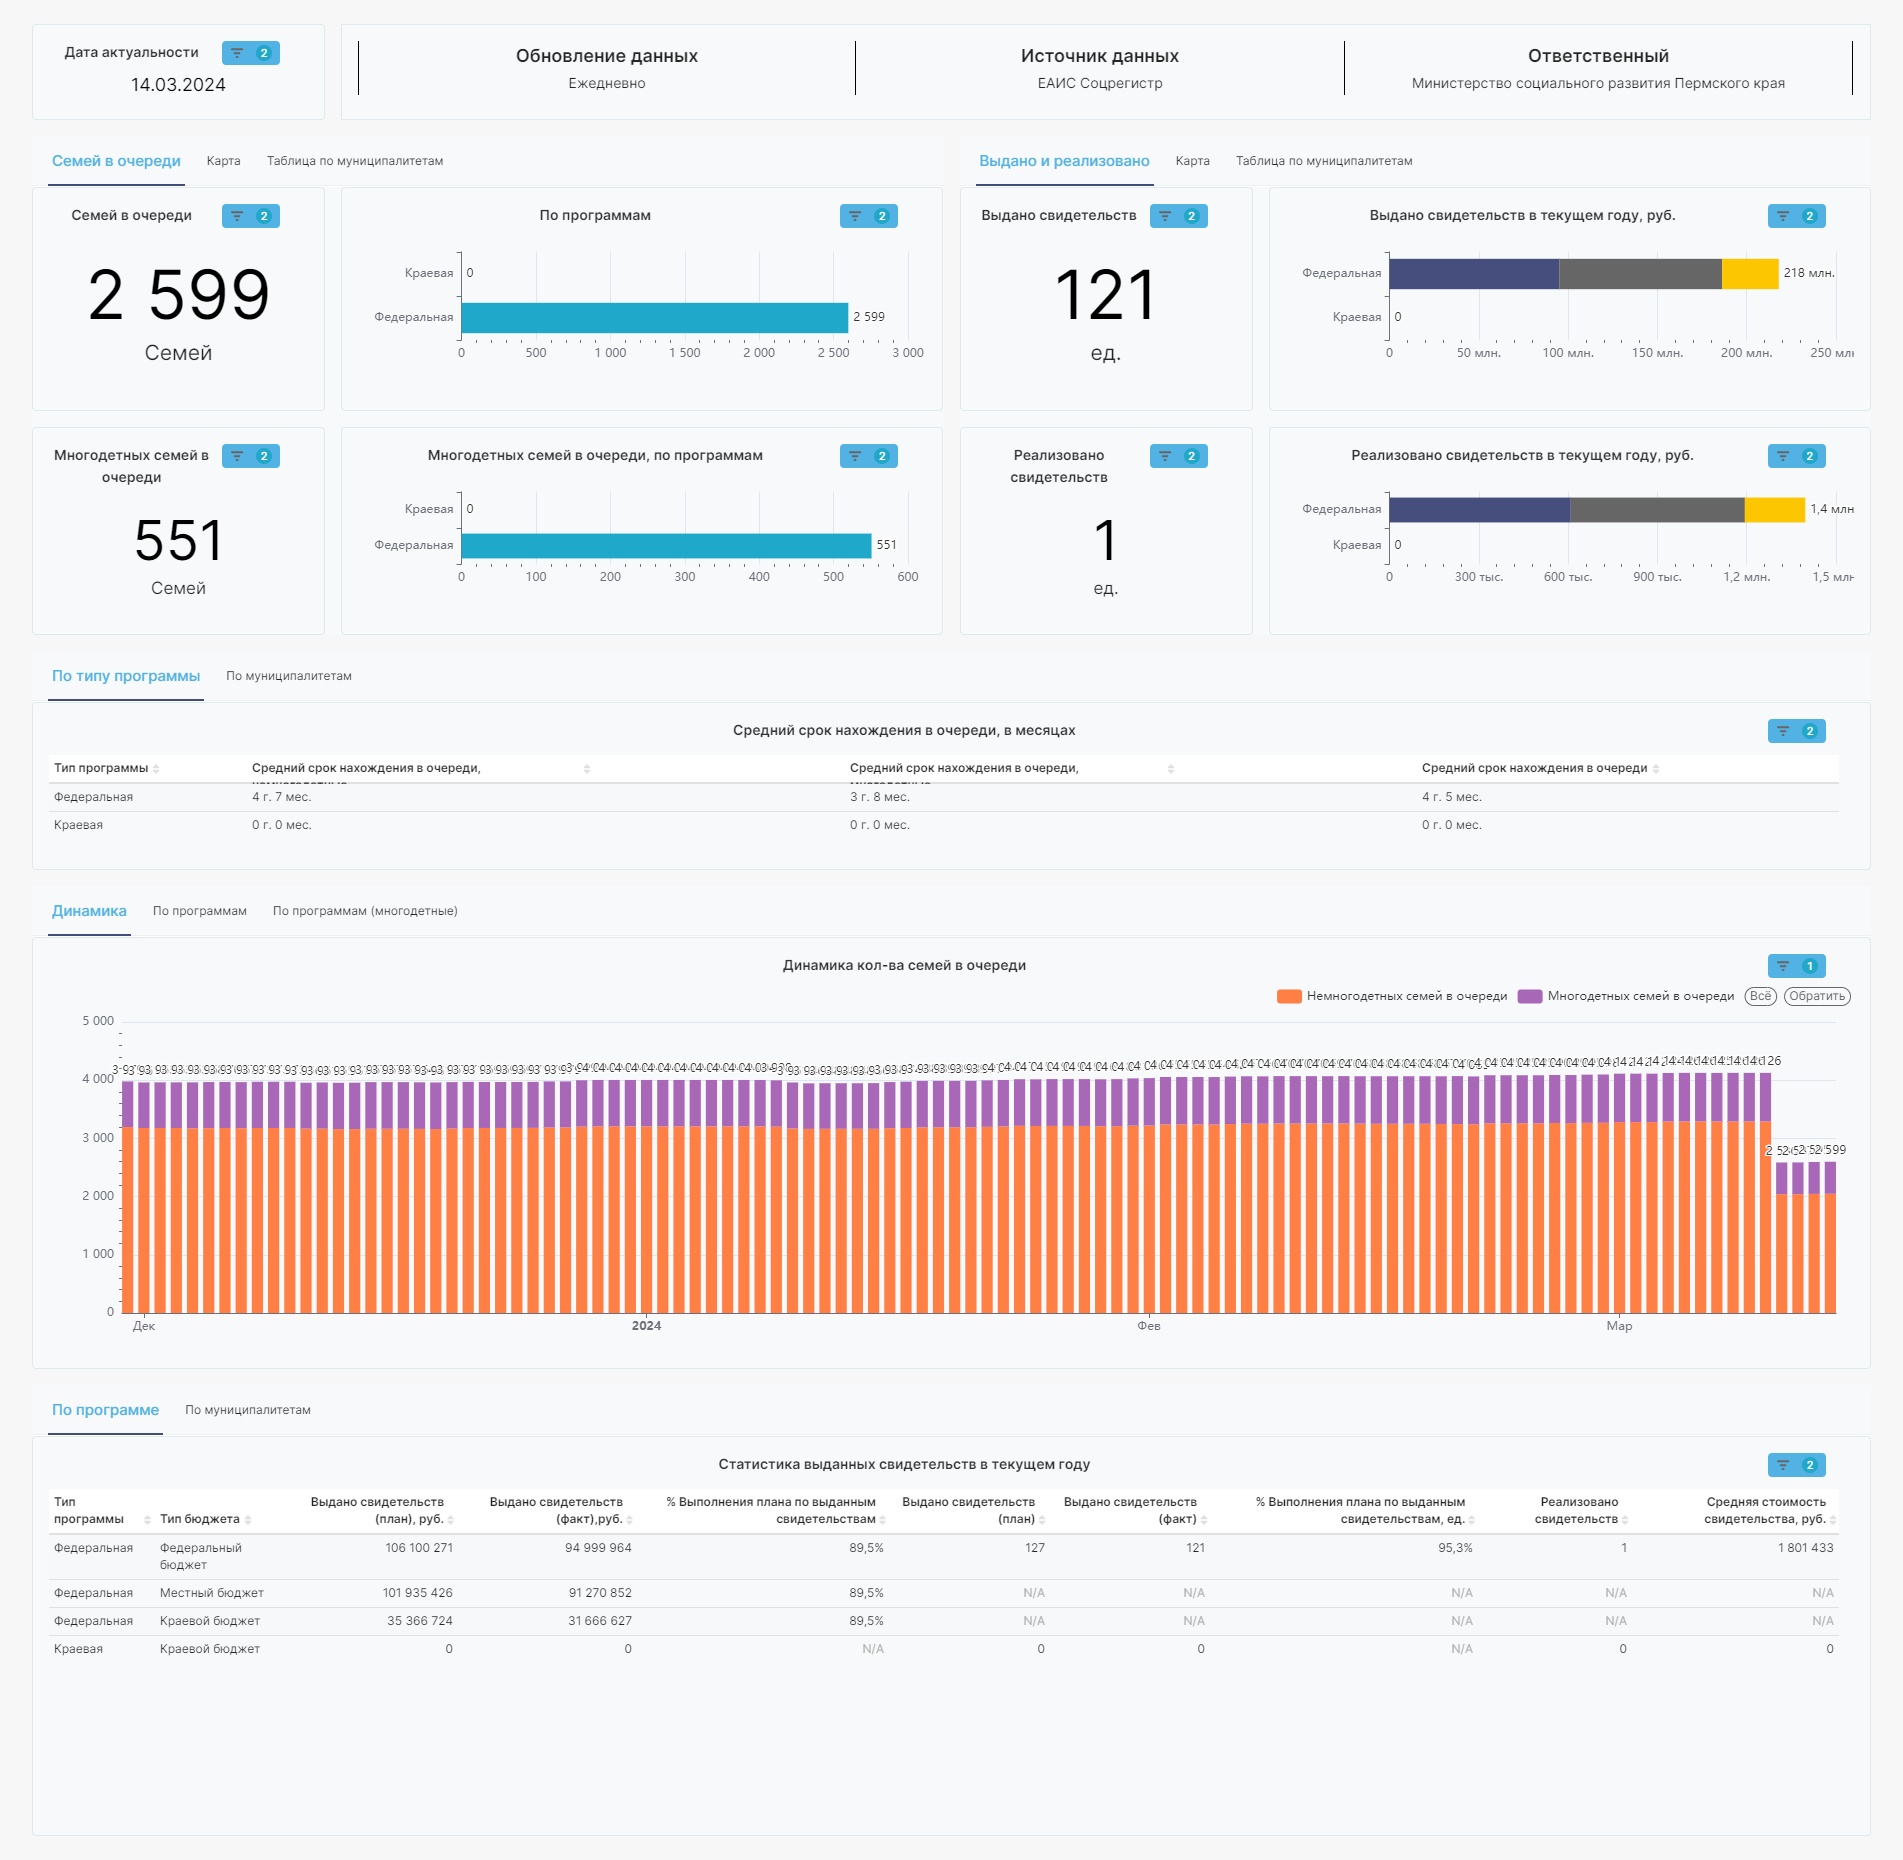 Дата актуальности
2
14.03.2024
Обновление данных
Ежедневно
Источник данных
ЕАИС Соцрегистр
Ответственный
Министерство социального развития Пермского края
Семей в очереди
Карта
Таблица по муниципалитетам
Выдано и реализовано
Карта
Таблица по муниципалитетам
Семей в очереди
2
2 599
Семей
По программам
2
Краевая
0
Федеральная
2 599
0 500 1 000 1 500 2 000 2 500 3 000
Выдано свидетельств
2
121
ед.
Выдано свидетельств в текущем году, руб.
2
Федеральная
218 млн.
Краевая
0
0 50 млн. 100 млн. 150 млн. 200 млн. 250
Многодетных семей в
очереди
2
551
Семей
Многодетных семей в очереди, по программам
2
Краевая
0
Федеральная
551
0 100 200 300 400 500 600
Реализовано
свидетельств
2
1
ед.
Реализовано свидетельств в текущем году, руб.
2
Федеральная
1,4 млн
Краевая
0
0 300 тыс. 600 тыс. 900 тыс. 1,2 млн. 1,5
По типу программы
По муниципалитетам
Средний срок нахождения в очереди, в месяцах
2
Тип программы Средний срок нахождения в очереди, Средний срок нахождения в очереди, Средний срок нахождения в очереди
Федеральная 4 г. 7 мес. 3 г. 8 мес. 4 г. 5 мес.
Краевая 0 г. 0 мес. 0 г. 0 мес. 0 г. 0 мес.
Динамика
По программам
По программам (многодетные)
Динамика кол-ва семей в очереди
1
Немногодетных семей в очереди Многодетных семей в очереди Всё Обратить
5 000
4 000
3 000
2 000
1 000
0
Дек 2024 Фев Мар
По программе
По муниципалитетам
Статистика выданных свидетельств в текущем году
2
Тип Выдано свидетельств Выдано свидетельств % Выполнения плана по выданным Выдано свидетельств Выдано свидетельств % Выполнения плана по выданным Реализовано Средняя стоимость
программы Тип бюджета (план), руб. (факт),руб. свидетельствам (план) (факт) свидетельствам, ед. свидетельств свидетельства, руб.
Федеральная Федеральный 106 100 271 94 999 964 89,5% 127 121 95,3% 1 1 801 433
бюджет
Федеральная Местный бюджет 101 935 426 91 270 852 89,5% N/A N/A N/A N/A N/A
Федеральная Краевой бюджет 35 366 724 31 666 627 89,5% N/A N/A N/A N/A N/A
Краевая Краевой бюджет 0 0 N/A 0 0 N/A 0 0